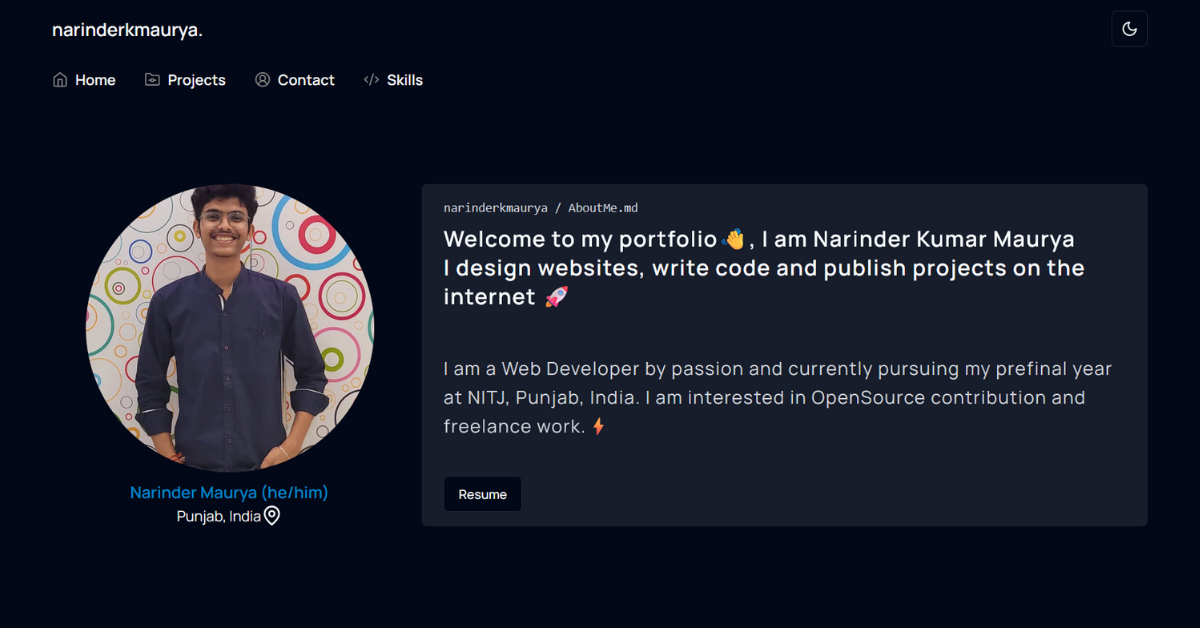 narinderkmaurya.
Home Projects Contact Skills
narinderkmaurya / AboutMe.md
Welcome to my portfolio 👋, I am Narinder Kumar Maurya
I design websites, write code and publish projects on the
internet 🚀
I am a Web Developer by passion and currently pursuing my prefinal year
at NITJ, Punjab, India. I am interested in OpenSource contribution and
freelance work. ⚡
Resume
Narinder Maurya (he/him)
Punjab, India